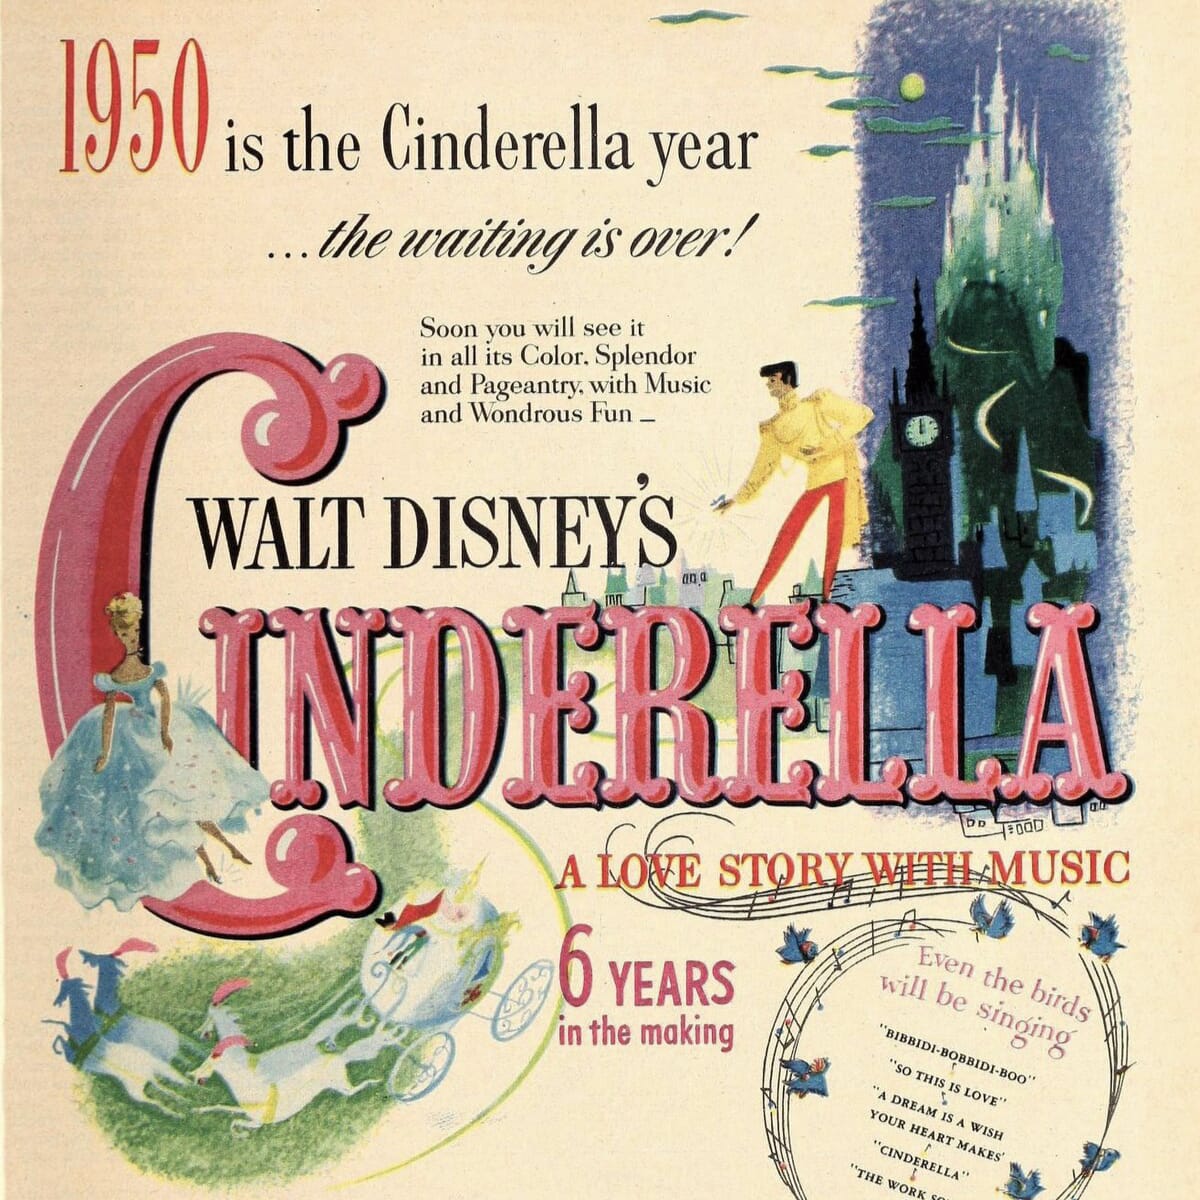 1950 is the Cinderella year
...the waiting is over!
Soon you will see it
in all its Color, Splendor
and Pageantry, with Music
and Wondrous Fun _
WALT DISNEY'S
CINDERELLA
A LOVE STORY WITH MUSIC
6 YEARS
in the making
Even the birds
will be singing
"BIBBIDI-BOBBIDI-BOO"
"SO THIS IS LOVE"
"A DREAM IS A WISH
YOUR HEART MAKES'
"CINDERELLA"
"THE WORK